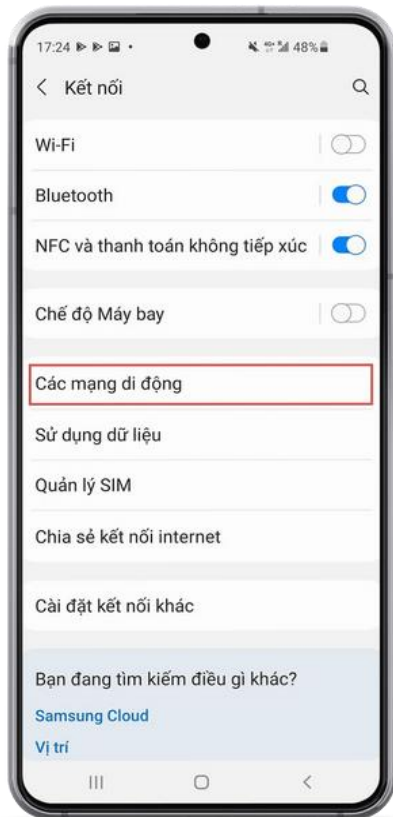 17:24 48%
Kết nối
Wi-Fi
Bluetooth
NFC và thanh toán không tiếp xúc
Chế độ Máy bay
Các mạng di động
Sử dụng dữ liệu
Quản lý SIM
Chia sẻ kết nối internet
Cài đặt kết nối khác
Bạn đang tìm kiếm điều gì khác?
Samsung Cloud
Vị trí